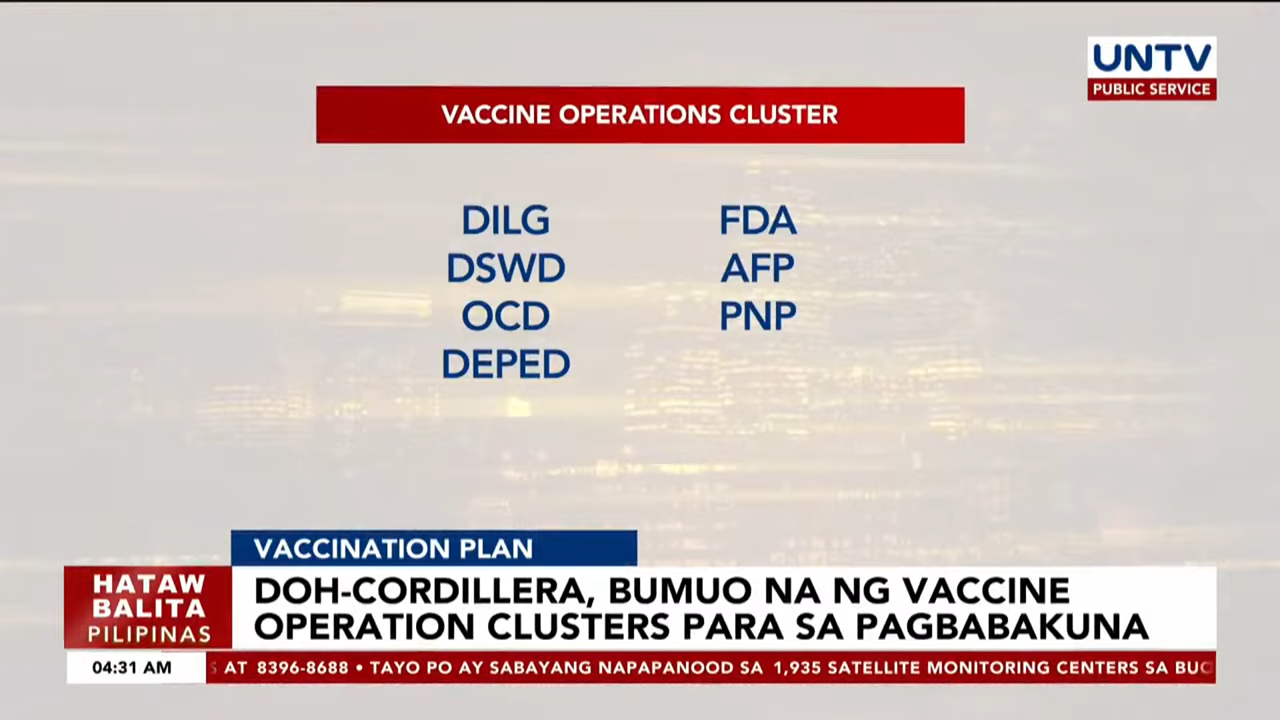 UNTV
PUBLIC SERVICE
VACCINE OPERATIONS CLUSTER
DILG
DSWD
OCD
DEPED
FDA
AFP
PNP
VACCINATION PLAN
HATAW
BALITA
PILIPINAS
DOH-CORDILLERA, BUMUO NA NG VACCINE
OPERATION CLUSTERS PARA SA PAGBABAKUNA
04:31 AM
AT 8396-8688 • TAYO PO AY SABAYANG NAPAPANOOD SA 1,935 SATELLITE MONITORING CENTERS SA